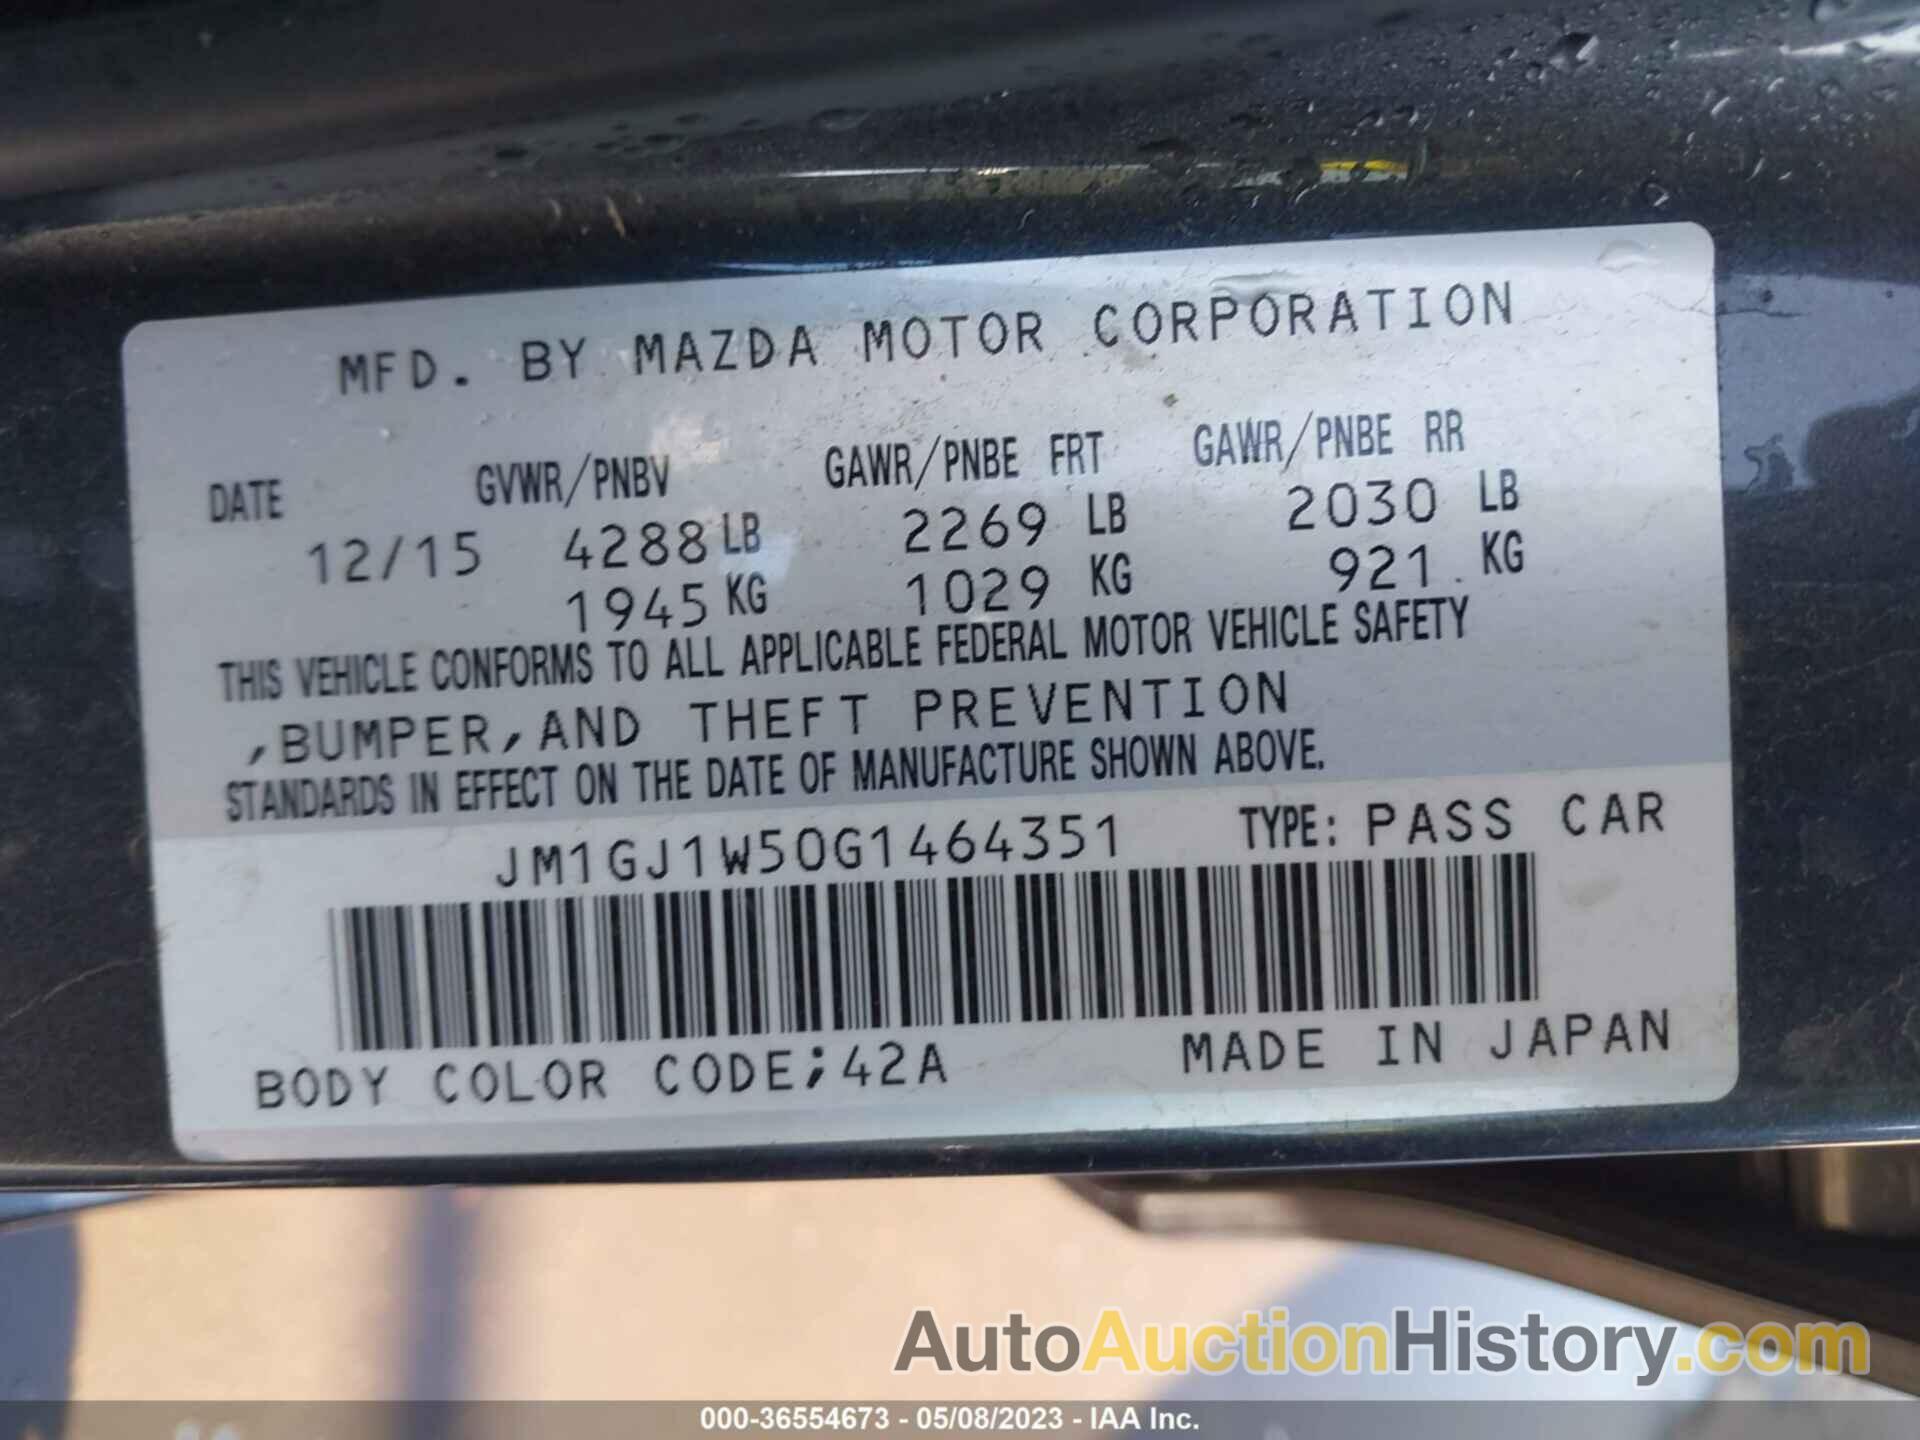 MFD. BY MAZDA MOTOR CORPORATION
DATE GVWR/PNBV GAWR/PNBE FRT GAWR/PNBE RR
12/15 4288 LB 2269 LB 2030 LB
1945 KG 1029 KG 921 KG
THIS VEHICLE CONFORMS TO ALL APPLICABLE FEDERAL MOTOR VEHICLE SAFETY
,BUMPER,AND THEFT PREVENTION
STANDARDS IN EFFECT ON THE DATE OF MANUFACTURE SHOWN ABOVE.
JM1GJ1W50G1464351 TYPE: PASS CAR
BODY COLOR CODE;42A MADE IN JAPAN
AutoAuctionHistory.com
000-36554673 - 05/08/2023 - IAA Inc.